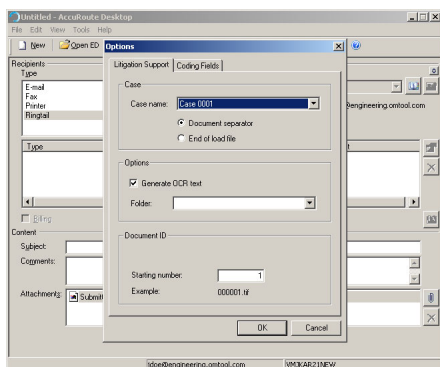 Untitled - AccuRoute Desktop
File Edit View Tools Help
New Open ED
Options
Recipients
Type
E-mail
Fax
Printer
Ringtail
@engineering.omtool.com
Type
Billing
Content
Subject:
Comments:
Attachments:
Submit
Litigation Support Coding Fields
Case
Case name: Case 0001
Document separator
End of load file
Options
Generate OCR text
Folder:
Document ID
Starting number: 1
Example: 000001.tif
OK Cancel
jdoe@engineering.omtool.com VMJKAR21NEW